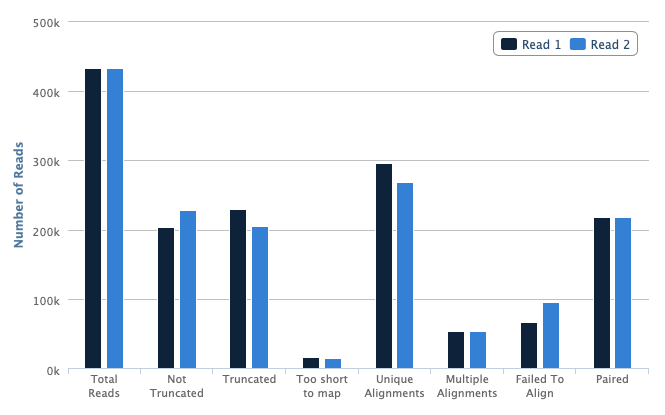 500k
Read 1 Read 2
400k
300k
Number of Reads
200k
100k
0k
Total Reads
Not Truncated
Truncated
Too short to map
Unique Alignments
Multiple Alignments
Failed To Align
Paired